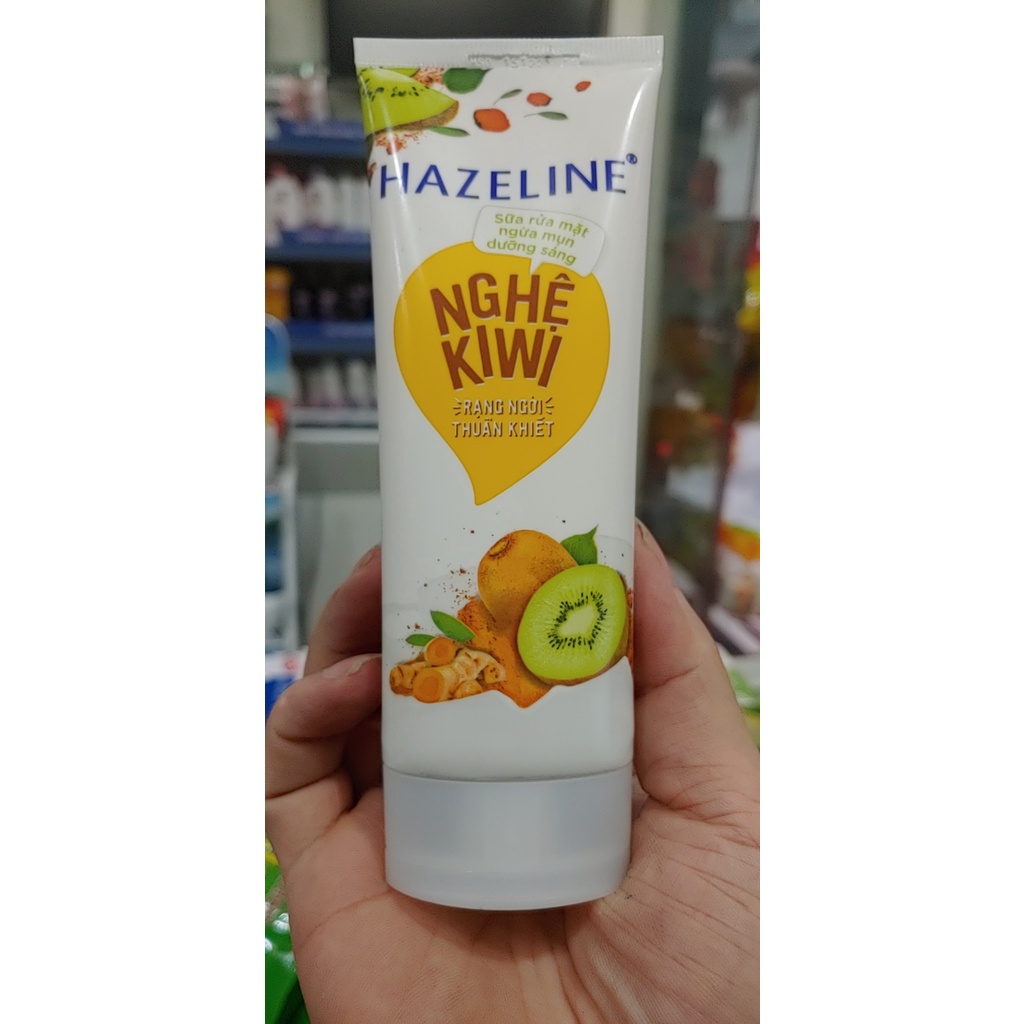 HAZELINE®
Sữa rửa mặt
ngừa mụn
dưỡng sáng
NGHỆ
KIWI
RẠNG NGỜI
THUẦN KHIẾT